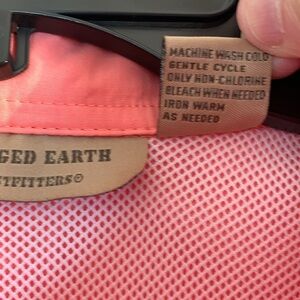 MACHINE WASH COLD
GENTLE CYCLE
ONLY NON-CHLORINE
BLEACH WHEN NEEDED
IRON WARM
AS NEEDED
GED EARTH
TFITTERS©